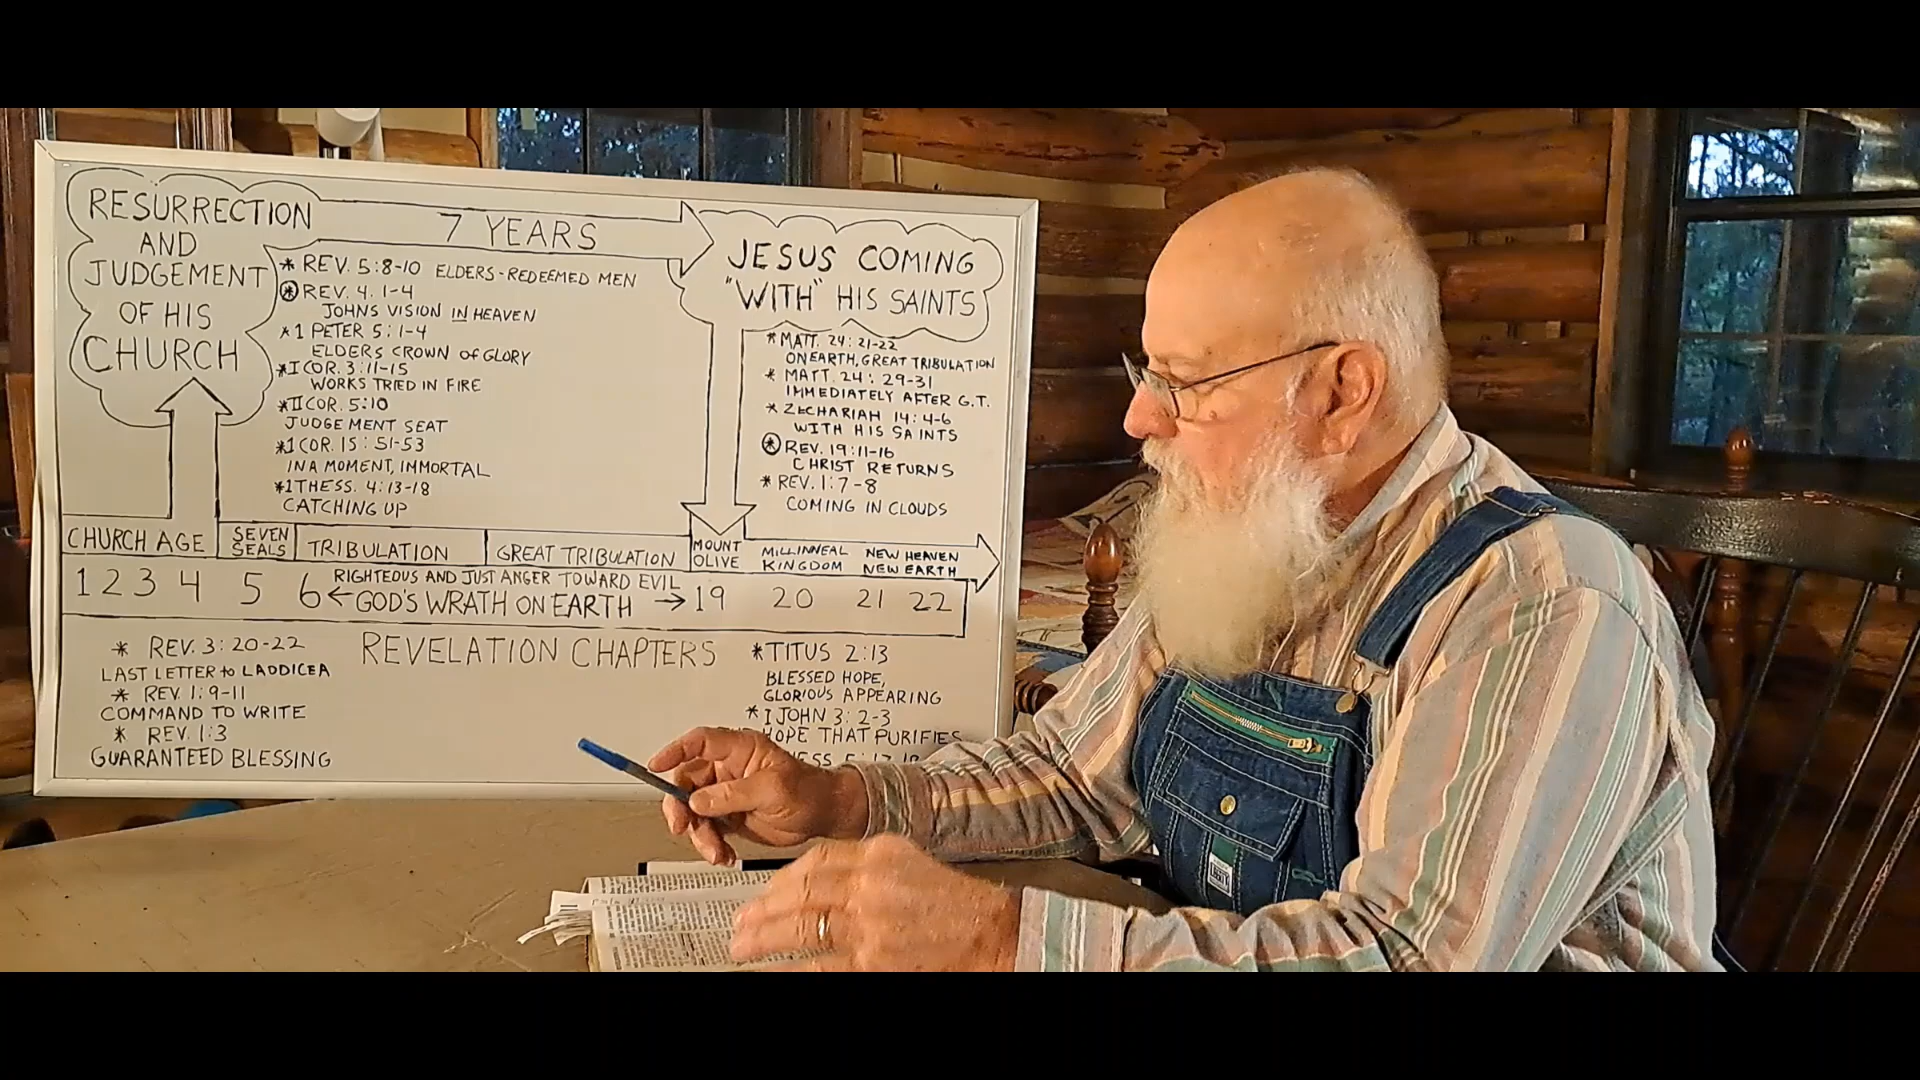 RESURRECTION
AND
JUDGEMENT
OF HIS
CHURCH
7 YEARS
JESUS COMING
"WITH" HIS SAINTS
* REV. 5:8-10 ELDERS-REDEEMED MEN
* REV. 4.1-4
JOHNS VISION IN HEAVEN
* 1 PETER 5:1-4
ELDERS CROWN of GLORY
* I COR. 3:11-15
WORKS TRIED IN FIRE
* II COR. 5:10
JUDGEMENT SEAT
* 1 COR. 15:51-53
IN A MOMENT, IMMORTAL
* 1 THESS. 4:13-18
CATCHING UP
* MATT. 24:21-22
ON EARTH, GREAT TRIBULATION
* MATT. 24:29-31
IMMEDIATELY AFTER G.T.
* ZECHARIAH 14:4-6
WITH HIS SAINTS
* REV. 19:11-16
CHRIST RETURNS
* REV. 1:7-8
COMING IN CLOUDS
CHURCH AGE
SEVEN
SEALS
TRIBULATION
GREAT TRIBULATION
MOUNT
OLIVE
MILLINNEAL
KINGDOM
NEW HEAVEN
NEW EARTH
1 2 3 4 5 6 ← RIGHTEOUS AND JUST ANGER TOWARD EVIL
GOD'S WRATH ON EARTH → 19 20 21 22
REVELATION CHAPTERS
* REV. 3:20-22
LAST LETTER to LAODICEA
* REV. 1:9-11
COMMAND TO WRITE
* REV. 1:3
GUARANTEED BLESSING
* TITUS 2:13
BLESSED HOPE,
GLORIOUS APPEARING
* I JOHN 3:2-3
HOPE THAT PURIFIES